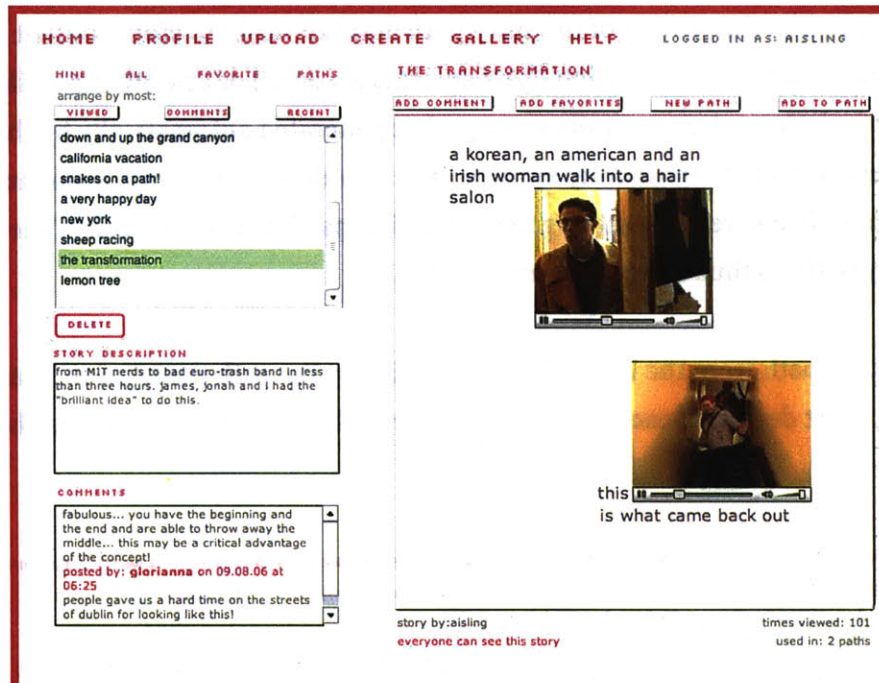 HOME PROFILE UPLOAD CREATE GALLERY HELP LOGGED IN AS: AISLING
MINE ALL FAVORITE PATHS
arrange by most:
VIEWED COMMENTS RECENT
down and up the grand canyon
california vacation
snakes on a path!
a very happy day
new york
sheep racing
the transformation
lemon tree
DELETE
STORY DESCRIPTION
from MIT nerds to bad euro-trash band in less
than three hours. james, jonah and i had the
"brilliant idea" to do this.
COMMENTS
fabulous... you have the beginning and
the end and are able to throw away the
middle... this may be a critical advantage
of the concept!
posted by: glorianna on 09.08.06 at
06:25
people gave us a hard time on the streets
of dublin for looking like this!
THE TRANSFORMATION
ADD COMMENT ADD FAVORITES NEW PATH ADD TO PATH
a korean, an american and an
irish woman walk into a hair
salon
this
is what came back out
story by:aisling times viewed: 101
everyone can see this story used in: 2 paths